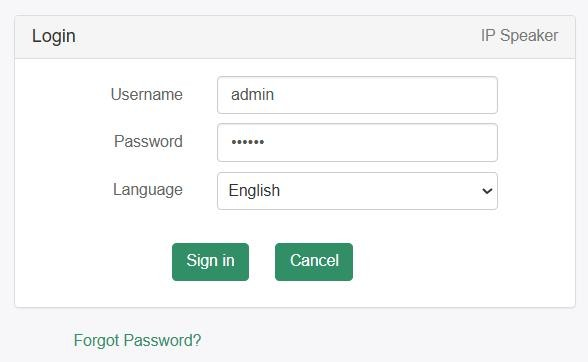 Login IP Speaker
Username admin
Password ••••••
Language English
Sign in Cancel
Forgot Password?